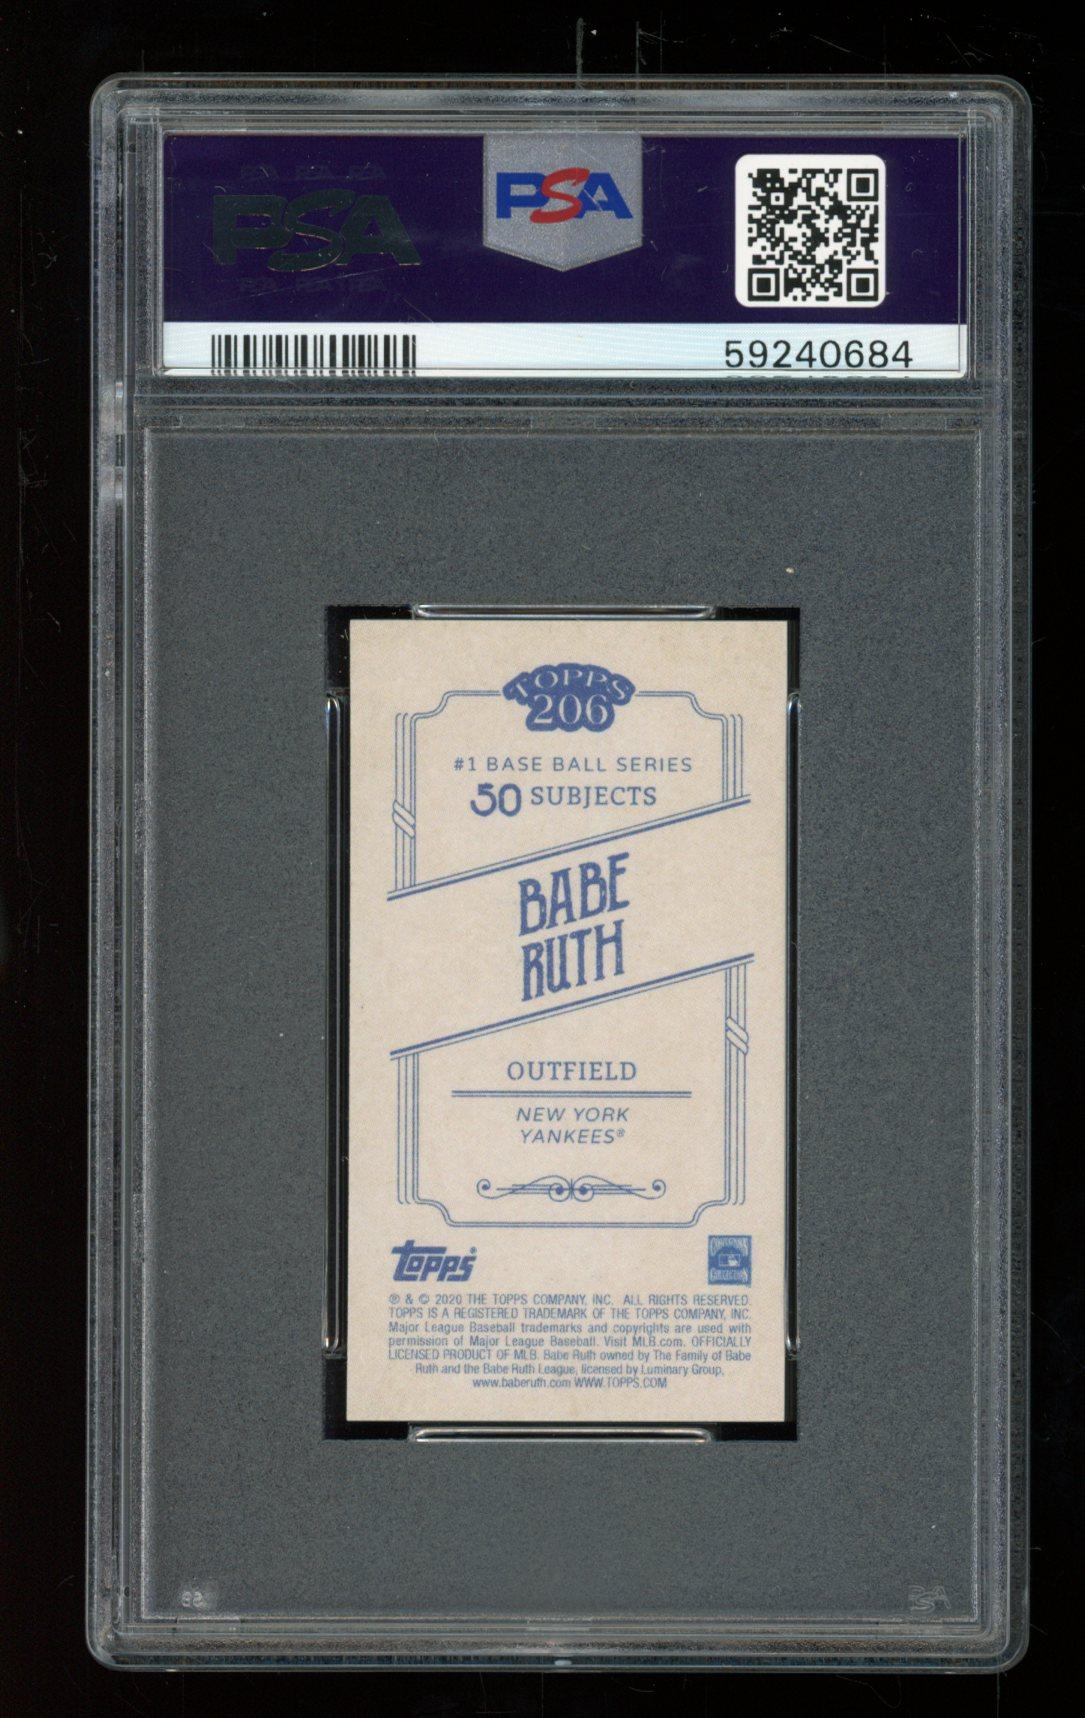 PSA
PSA
59240684
TOPPS
206
#1 BASE BALL SERIES
50 SUBJECTS
BABE
RUTH
OUTFIELD
NEW YORK
YANKEES®
topps
® & © 2020 THE TOPPS COMPANY, INC. ALL RIGHTS RESERVED.
TOPPS IS A REGISTERED TRADEMARK OF THE TOPPS COMPANY, INC.
Major League Baseball trademarks and copyrights are used with
permission of Major League Baseball. Visit MLB.com. OFFICIALLY
LICENSED PRODUCT OF MLB. Babe Ruth owned by The Family of Babe
Ruth and the Babe Ruth League, licensed by Luminary Group,
www.baberuth.com WWW.TOPPS.COM
PSA